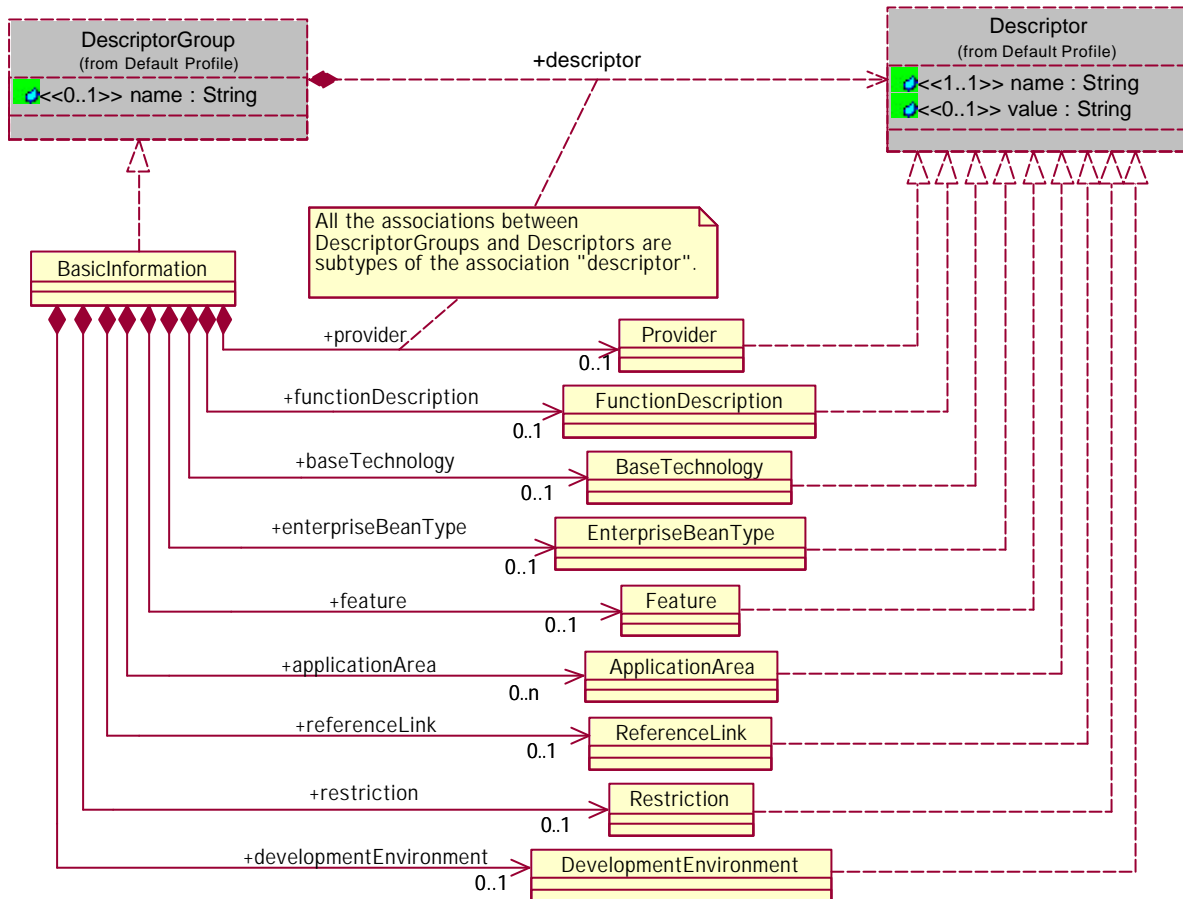 DescriptorGroup
(from Default Profile)
<<0..1>> name : String
+descriptor
Descriptor
(from Default Profile)
<<1..1>> name : String
<<0..1>> value : String
All the associations between
DescriptorGroups and Descriptors are
subtypes of the association "descriptor".
BasicInformation
+provider
0..1
Provider
+functionDescription
0..1
FunctionDescription
+baseTechnology
0..1
BaseTechnology
+enterpriseBeanType
0..1
EnterpriseBeanType
+feature
0..1
Feature
+applicationArea
0..n
ApplicationArea
+referenceLink
0..1
ReferenceLink
+restriction
0..1
Restriction
+developmentEnvironment
0..1
DevelopmentEnvironment